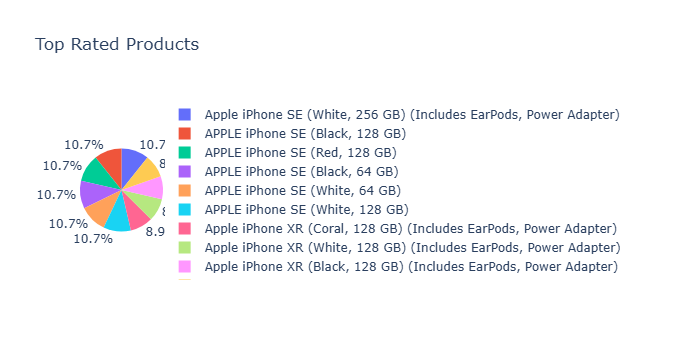 Top Rated Products
Apple iPhone SE (White, 256 GB) (Includes EarPods, Power Adapter)
APPLE iPhone SE (Black, 128 GB)
APPLE iPhone SE (Red, 128 GB)
APPLE iPhone SE (Black, 64 GB)
APPLE iPhone SE (White, 64 GB)
APPLE iPhone SE (White, 128 GB)
Apple iPhone XR (Coral, 128 GB) (Includes EarPods, Power Adapter)
Apple iPhone XR (White, 128 GB) (Includes EarPods, Power Adapter)
Apple iPhone XR (Black, 128 GB) (Includes EarPods, Power Adapter)
10.7%
10.7
10.7%
10.7%
10.7%
10.7%
8.9